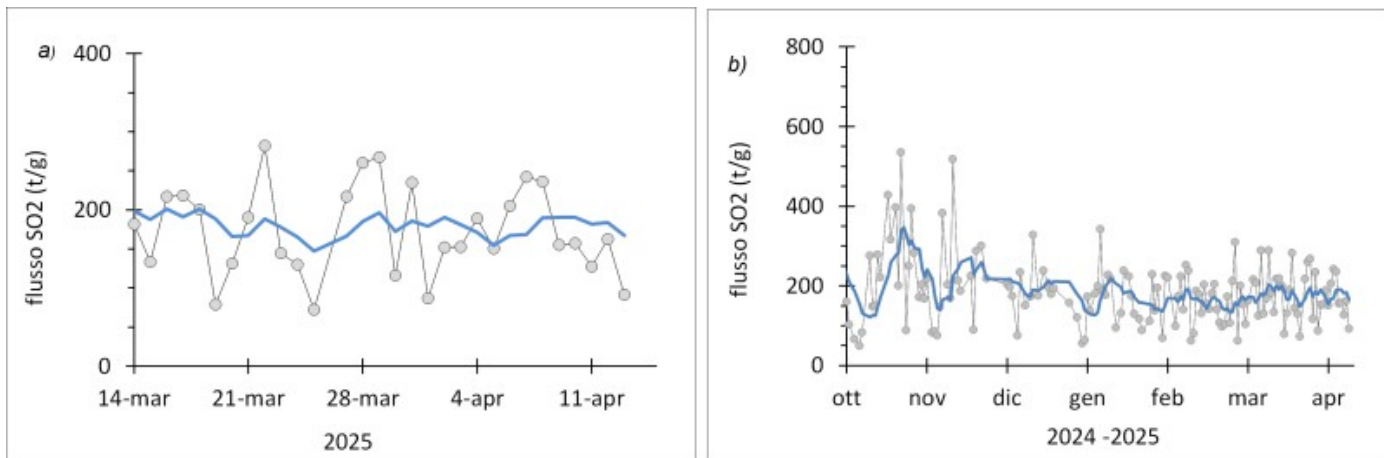 a)
400
200
0
flusso SO2 (t/g)
14-mar 21-mar 28-mar 4-apr 11-apr
2025
b)
800
600
400
200
0
flusso SO2 (t/g)
ott nov dic gen feb mar apr
2024 -2025